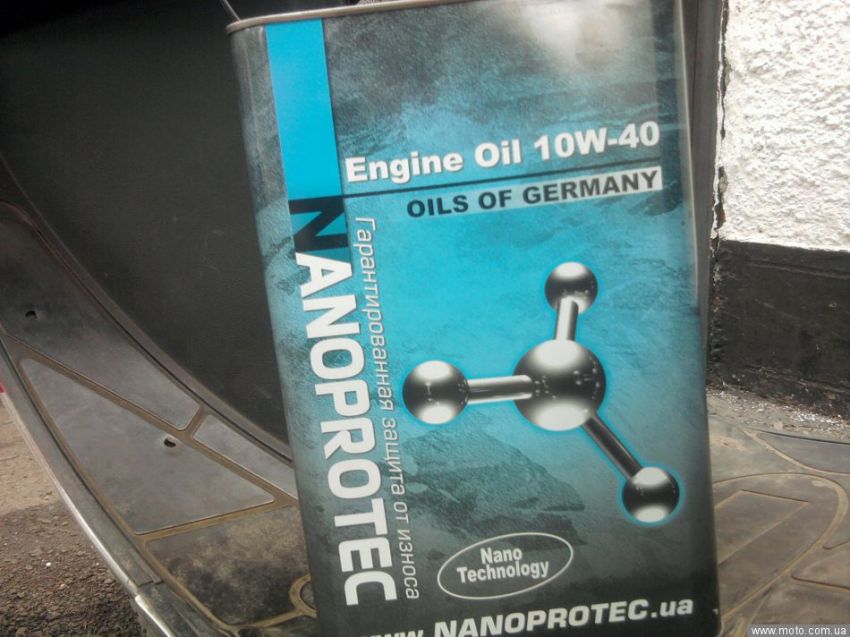 Engine Oil 10W-40
OILS OF GERMANY
NANOPROTEC
Гарантированная защита от износа
Nano
Technology
www.NANOPROTEC.ua
www.moto.com.ua